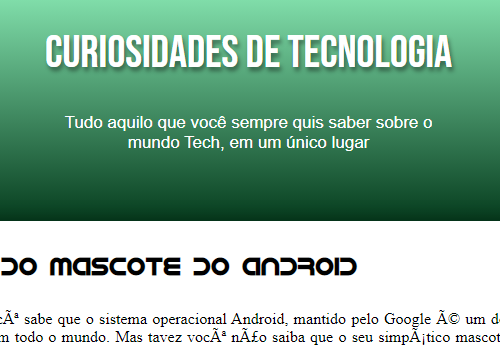 CURIOSIDADES DE TECNOLOGIA
Tudo aquilo que você sempre quis saber sobre o
mundo Tech, em um único lugar
DO MASCOTE DO ANDROID
cÃª sabe que o sistema operacional Android, mantido pelo Google Ã© um d
m todo o mundo. Mas tavez vocÃª nÃ£o saiba que o seu simpÃ¡tico mascot